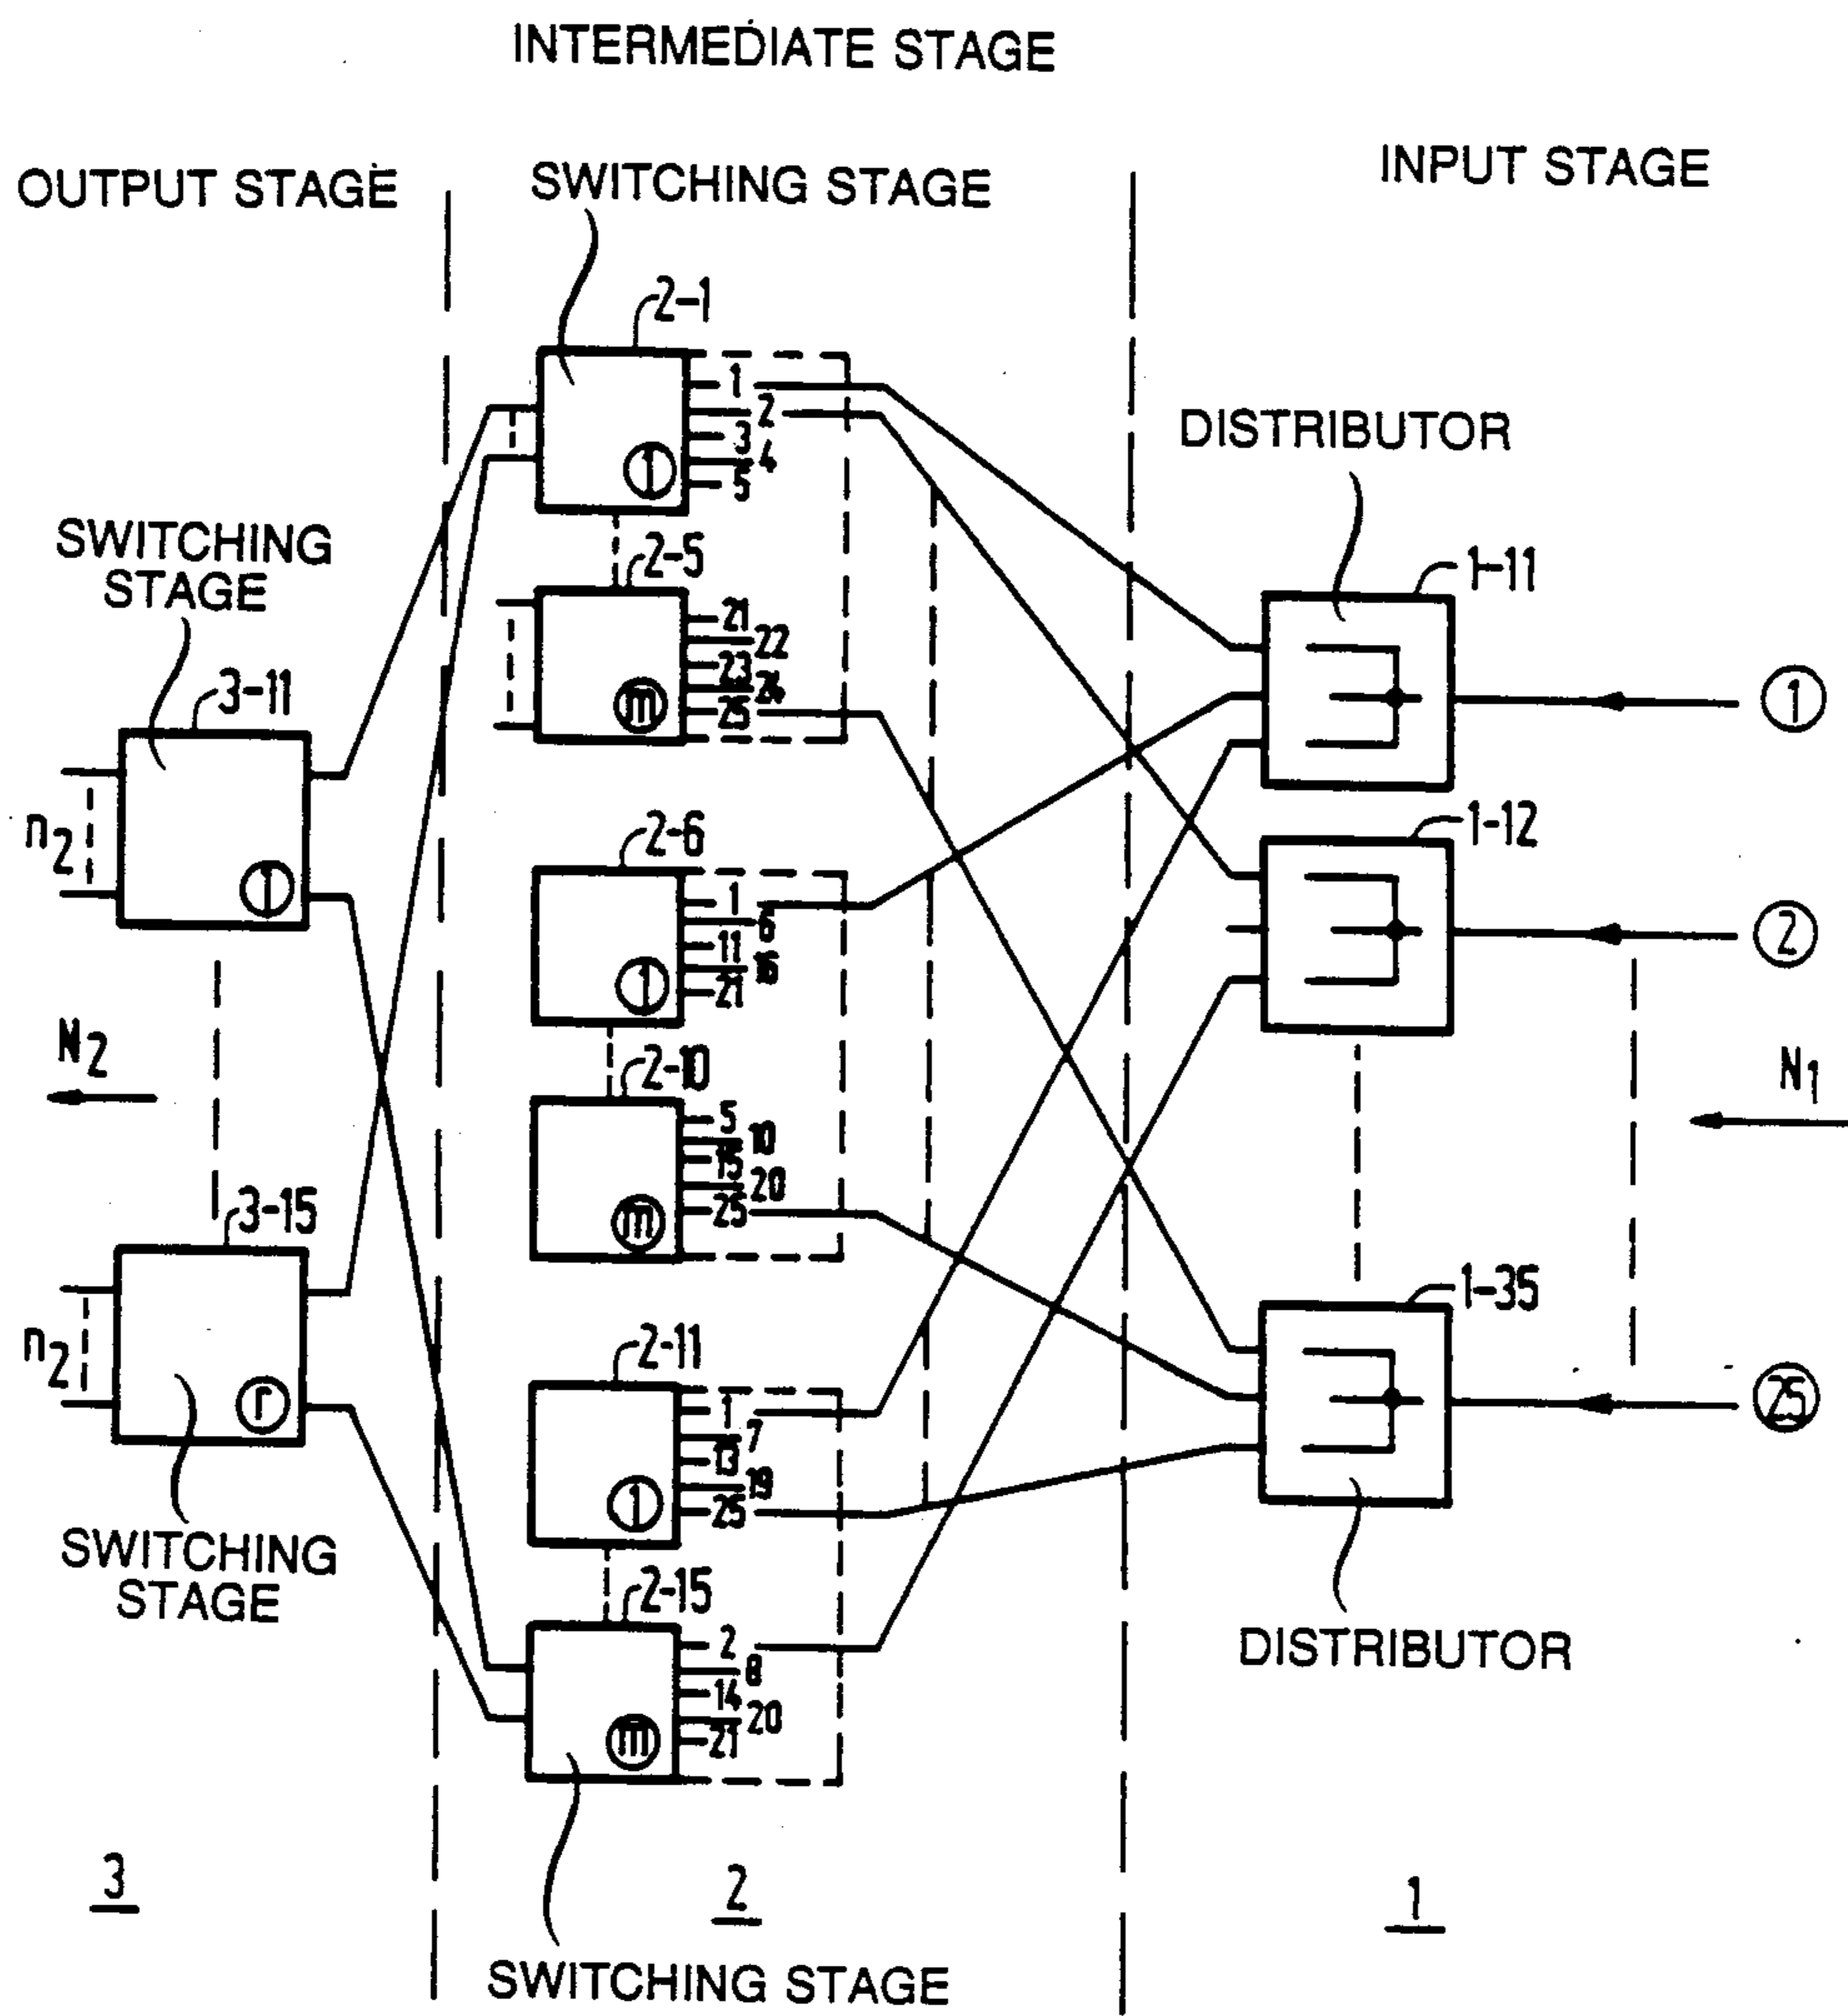 INTERMEDIATE STAGE
OUTPUT STAGE
SWITCHING STAGE
INPUT STAGE
2-1
1
2
3
4
5
1
DISTRIBUTOR
SWITCHING
STAGE
2-5
21
22
23
24
25
m
1-11
1
3-11
n2
1
2-6
1
6
11
16
21
1
1-12
2
N2
N1
2-10
5
10
15
20
25
m
3-15
n2
r
1-35
25
2-11
1
7
13
19
25
1
SWITCHING
STAGE
2-15
2
8
14
20
21
m
DISTRIBUTOR
3
2
1
SWITCHING STAGE